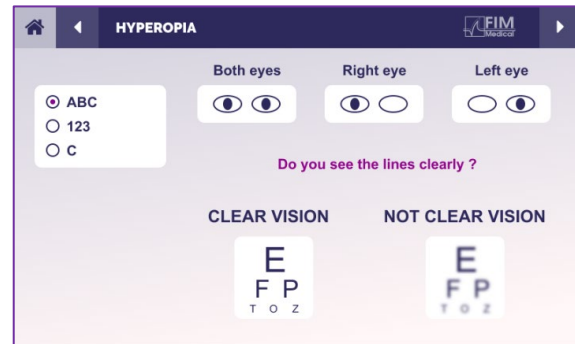 HYPEROPIA
FIM
Medical
Both eyes
Right eye
Left eye
ABC
123
C
Do you see the lines clearly ?
CLEAR VISION
NOT CLEAR VISION
E
F P
T O Z
E
F P
T O Z